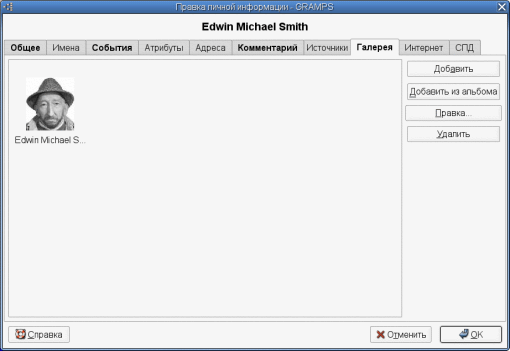 Правка личной информации - GRAMPS
Edwin Michael Smith
Общее Имена События Атрибуты Адреса Комментарий Источники Галерея Интернет СПД
Добавить
Добавить из альбома
Правка...
Удалить
Edwin Michael S...
Справка Отменить OK